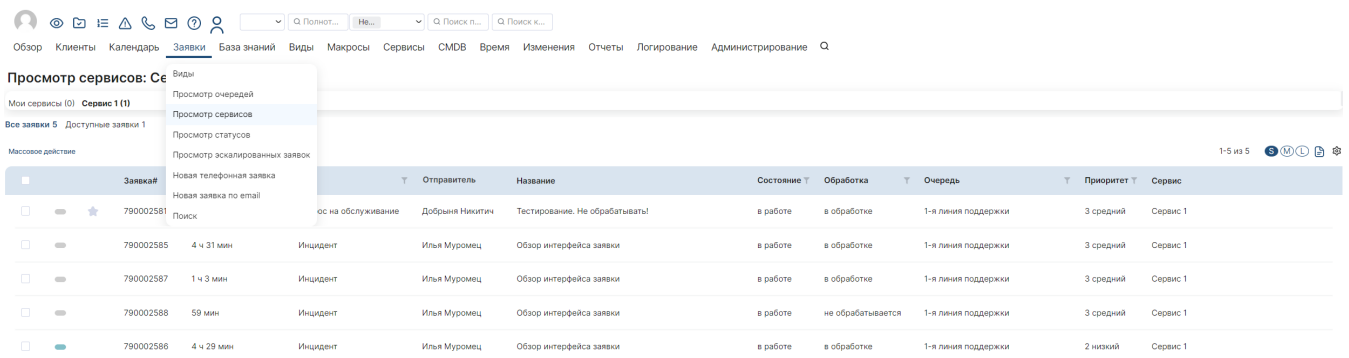 Полнот... Не... Поиск п... Поиск к...
Обзор Клиенты Календарь Заявки База знаний Виды Макросы Сервисы CMDB Время Изменения Отчеты Логирование Администрирование
Просмотр сервисов: Се
Виды
Просмотр очередей
Просмотр сервисов
Просмотр статусов
Просмотр эскалированных заявок
Новая телефонная заявка
Новая заявка по email
Поиск
Мои сервисы (0) Сервис 1 (1)
Все заявки 5 Доступные заявки 1
Массовое действие 1-5 из 5 S M L
Заявка# Отправитель Название Состояние Обработка Очередь Приоритет Сервис
790002581 ос на обслуживание Добрыня Никитич Тестирование. Не обрабатывать! в работе в обработке 1-я линия поддержки 3 средний Сервис 1
790002585 4 ч 31 мин Инцидент Илья Муромец Обзор интерфейса заявки в работе в обработке 1-я линия поддержки 3 средний Сервис 1
790002587 1 ч 3 мин Инцидент Илья Муромец Обзор интерфейса заявки в работе в обработке 1-я линия поддержки 3 средний Сервис 1
790002588 59 мин Инцидент Илья Муромец Обзор интерфейса заявки в работе не обрабатывается 1-я линия поддержки 3 средний Сервис 1
790002586 4 ч 29 мин Инцидент Илья Муромец Обзор интерфейса заявки в работе в обработке 1-я линия поддержки 2 низкий Сервис 1